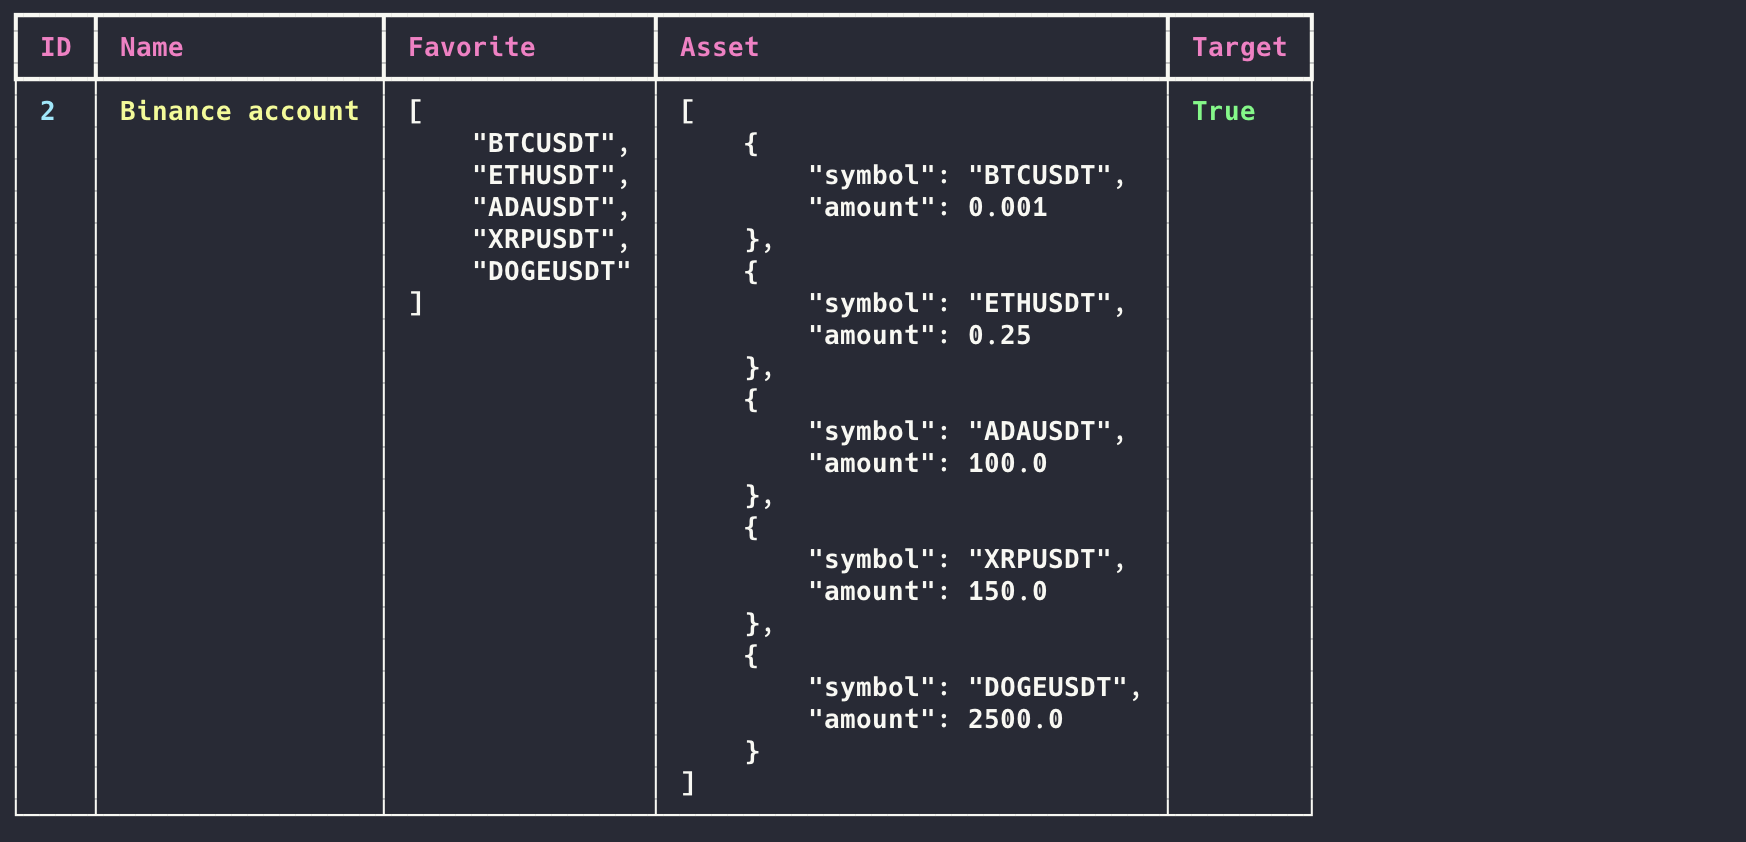 ID Name Favorite Asset Target
2 Binance account [ [ True
"BTCUSDT", {
"ETHUSDT", "symbol": "BTCUSDT",
"ADAUSDT", "amount": 0.001
"XRPUSDT", },
"DOGEUSDT" {
] "symbol": "ETHUSDT",
"amount": 0.25
},
{
"symbol": "ADAUSDT",
"amount": 100.0
},
{
"symbol": "XRPUSDT",
"amount": 150.0
},
{
"symbol": "DOGEUSDT",
"amount": 2500.0
}
]